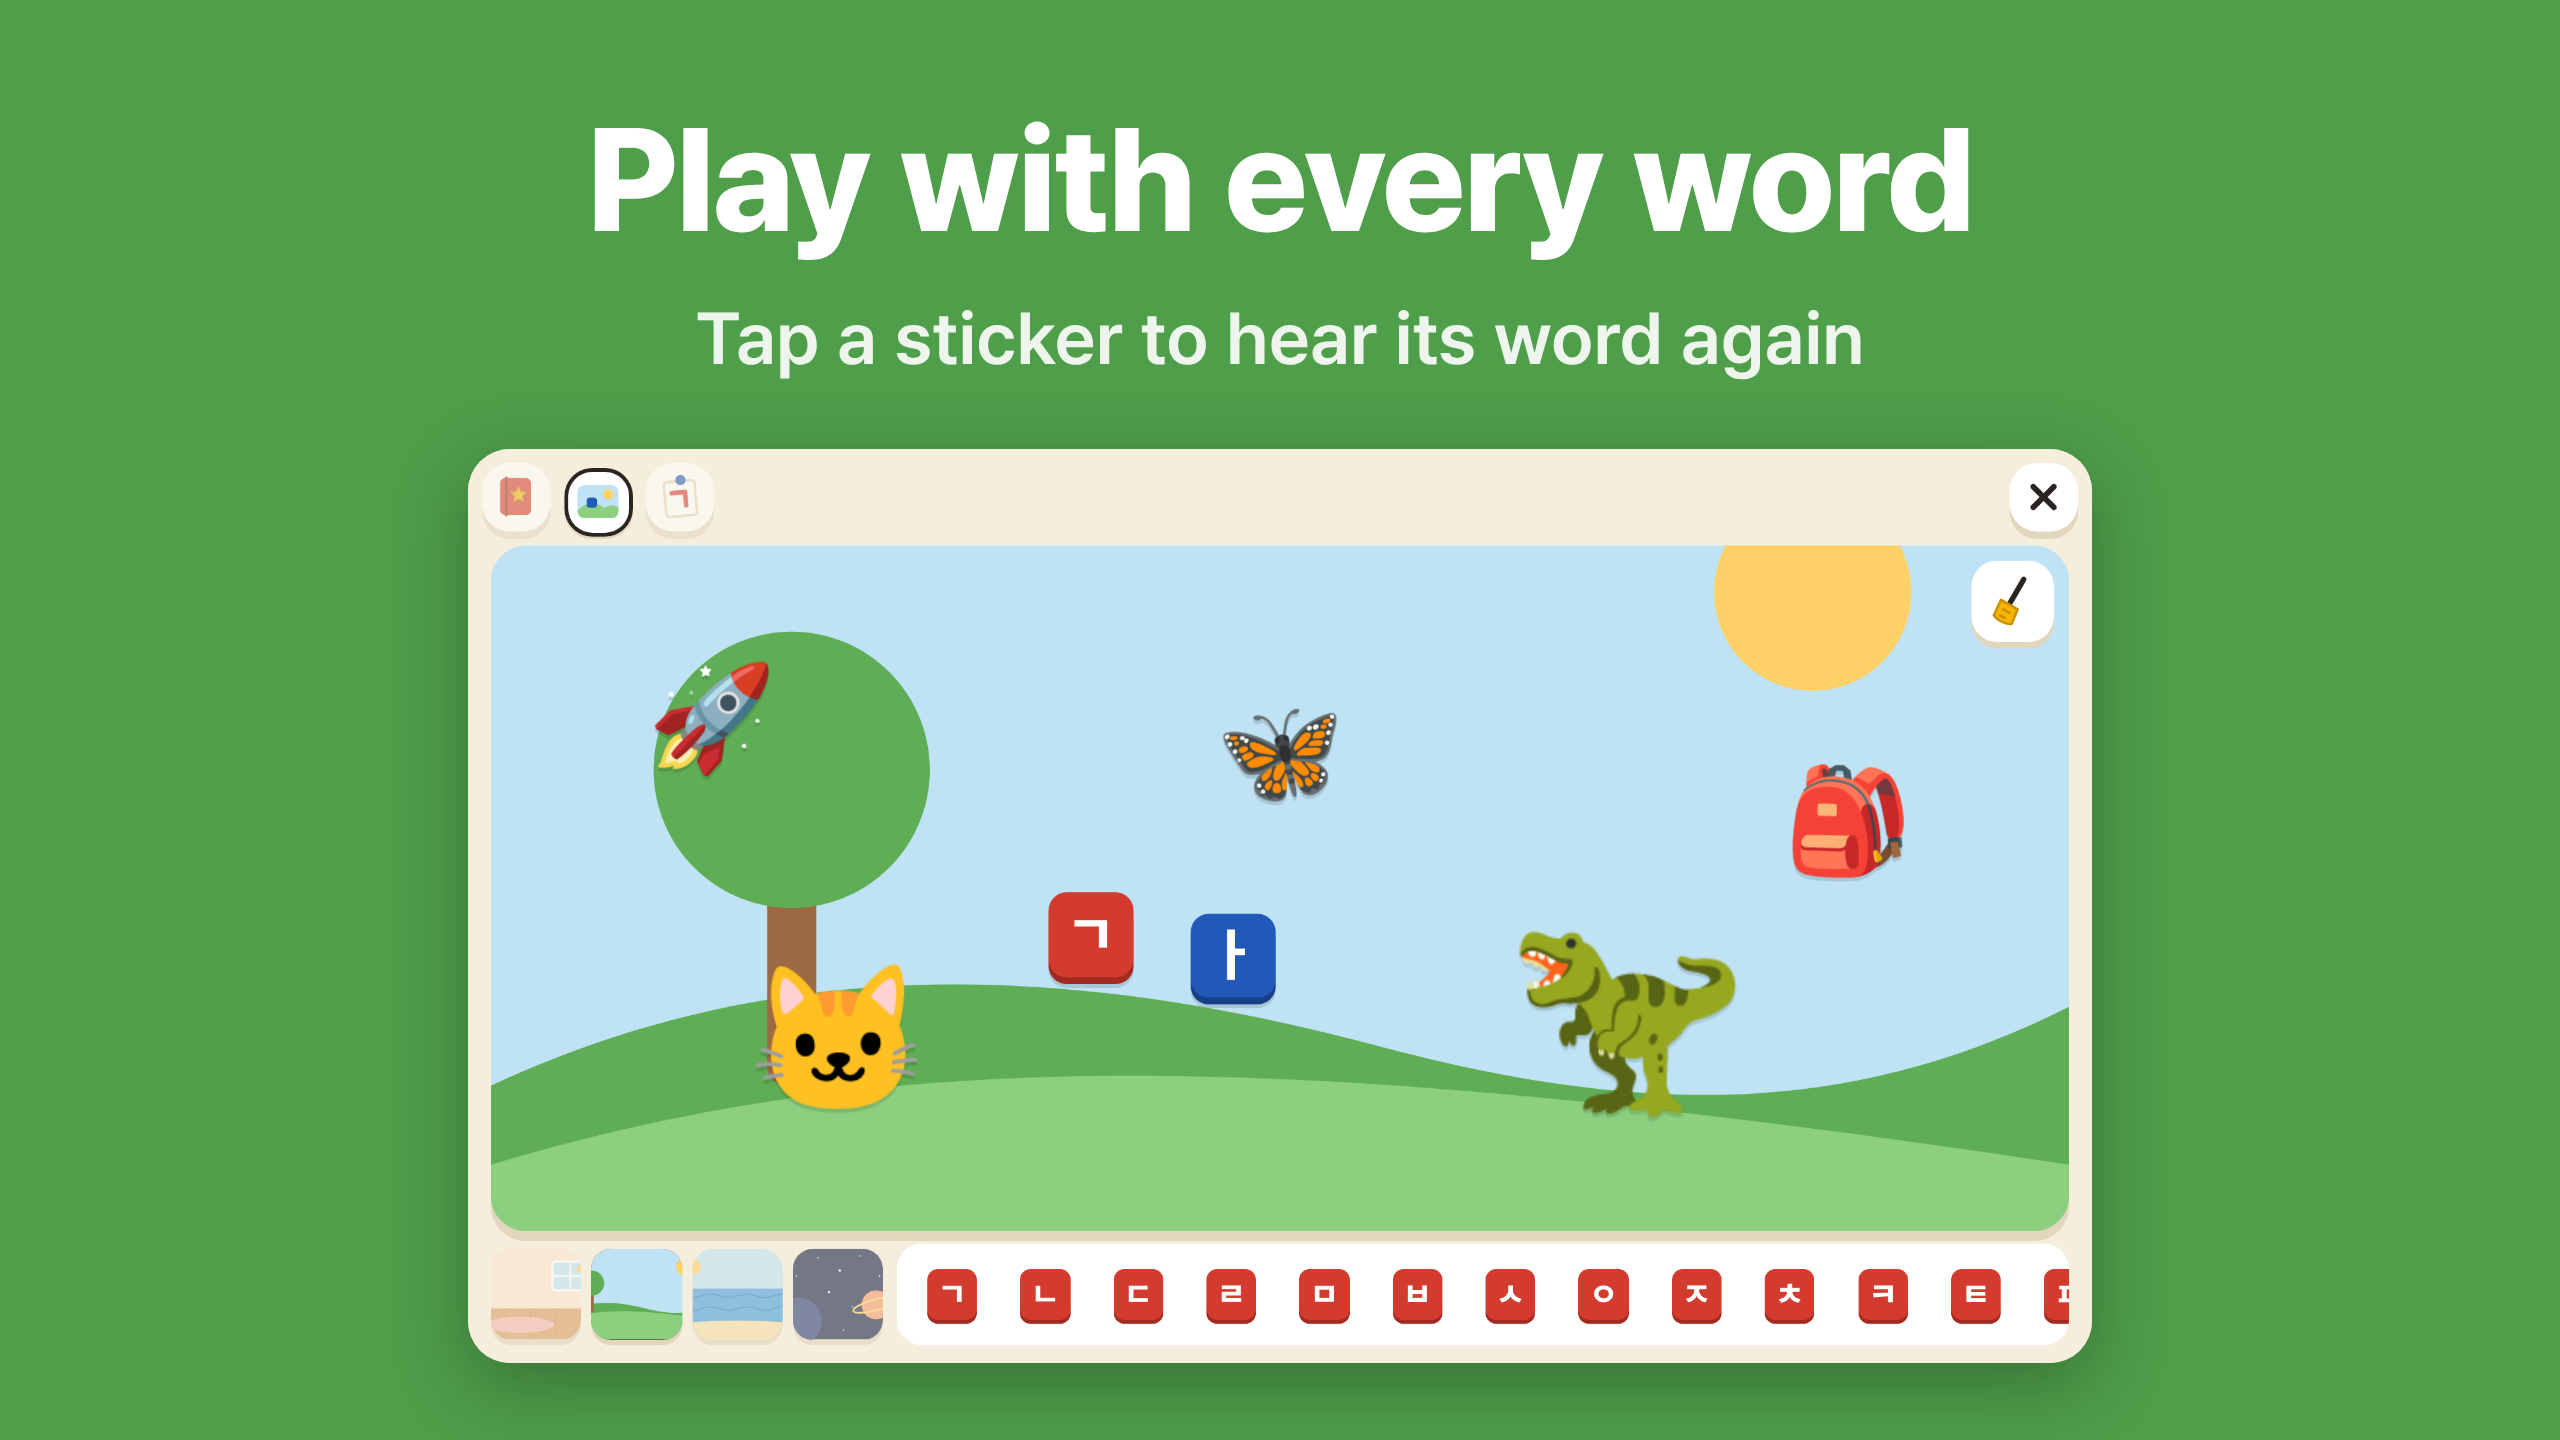 Play with every word
Tap a sticker to hear its word again
ㄱ
ㄱ ㅏ
ㄴ ㄷ ㄹ ㅁ ㅂ ㅅ ㅇ ㅈ ㅊ ㅋ ㅌ